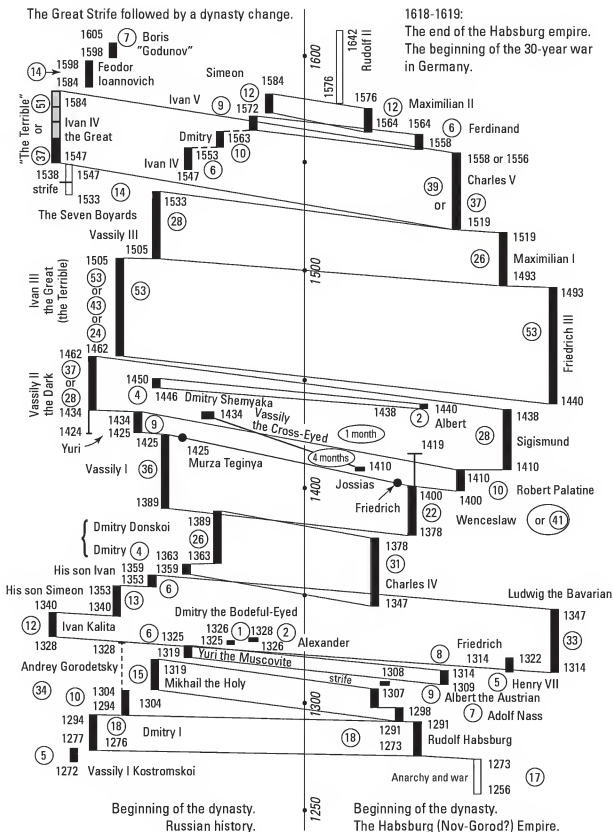 The Great Strife followed by a dynasty change.
1618-1619:
The end of the Habsburg empire.
The beginning of the 30-year war
in Germany.
1605
1598
7
Boris
"Godunov"
14
1598
1584
Feodor
Ioannovich
1600
1576
1642
Rudolf II
Simeon
1584
12
Ivan V
9
1572
1576
12
Maximilian II
1564
1564
6
Ferdinand
1558
"The Terrible"
51
or
37
1584
Ivan IV
the Great
1547
Dmitry
1563
10
Ivan IV
1553
1547
6
1558 or 1556
Charles V
39
or
37
1519
1538
strife
1547
1533
14
The Seven Boyards
1533
28
Vassily III
1505
1519
26
Maximilian I
1493
1500
1505
Ivan III
the Great
(the Terrible)
53
or
43
or
24
53
1462
1493
53
Friedrich III
1440
1462
Vassily II
the Dark
37
or
28
1434
1424
Yuri
1450
4
1446
Dmitry Shemyaka
1438
2
1440
Albert
1438
28
Sigismund
1410
1434
Vassily
the Cross-Eyed
1 month
1434
1425
9
1425
1425
Murza Teginya
4 months
1410
1419
Jossias
Friedrich
1410
1400
10
Robert Palatine
Vassily I
36
1389
1400
1400
22
1378
Wenceslaw
or 41
Dmitry Donskoi
1389
26
Dmitry 4
1363
1363
1378
31
Charles IV
1347
His son Ivan
1359
1359
1353
6
His son Simeon
1353
1340
13
Ludwig the Bavarian
1347
33
1314
1340
12
Ivan Kalita
1328
1328
Dmitry the Bodeful-Eyed
1326
1
1328
2
1325
1326
Alexander
6
1325
1319
Yuri the Muscovite
8
Friedrich
1314
1322
5
Henry VII
1314
1309
Andrey Gorodetsky
15
1319
Mikhail the Holy
strife
1308
1307
9
Albert the Austrian
34
10
1304
1294
1304
1300
1298
7
Adolf Nass
1291
1294
18
1277
1276
Dmitry I
18
1291
1273
Rudolf Habsburg
5
1272
Vassily I Kostromskoi
Anarchy and war
1273
1256
17
1250
Beginning of the dynasty.
Russian history.
Beginning of the dynasty.
The Habsburg (Nov-Gorod?) Empire.